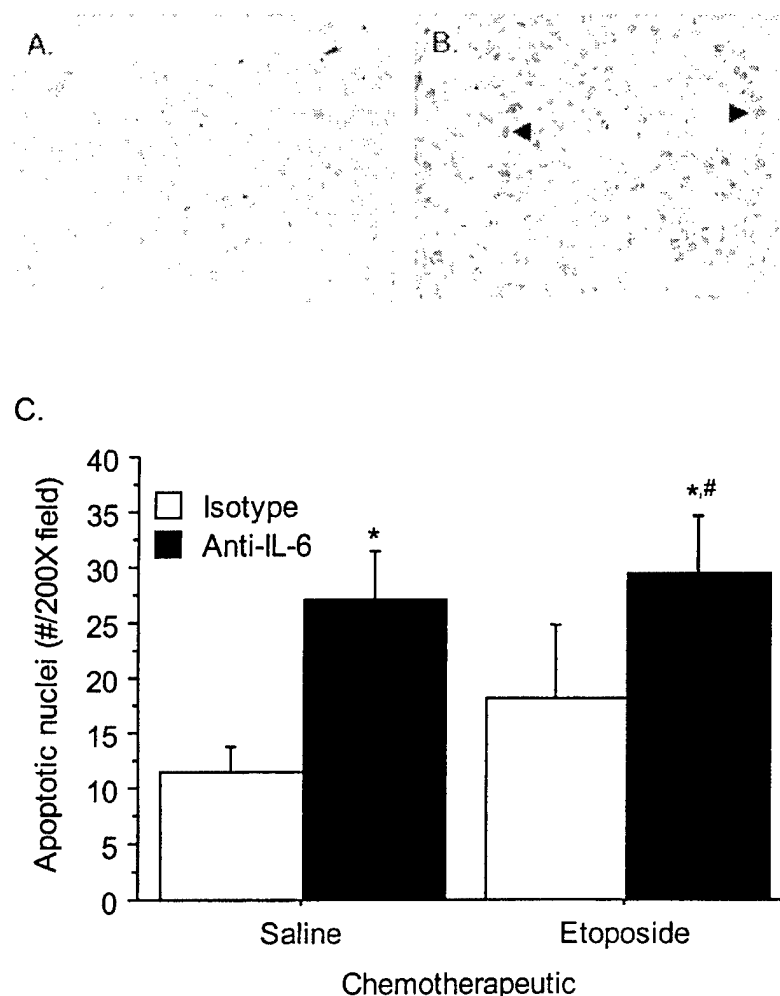 A.
B.
C.
Apoptotic nuclei (#/200X field)
40
35
30
25
20
15
10
5
0
Isotype
Anti-IL-6
*
*,#
Saline
Etoposide
Chemotherapeutic